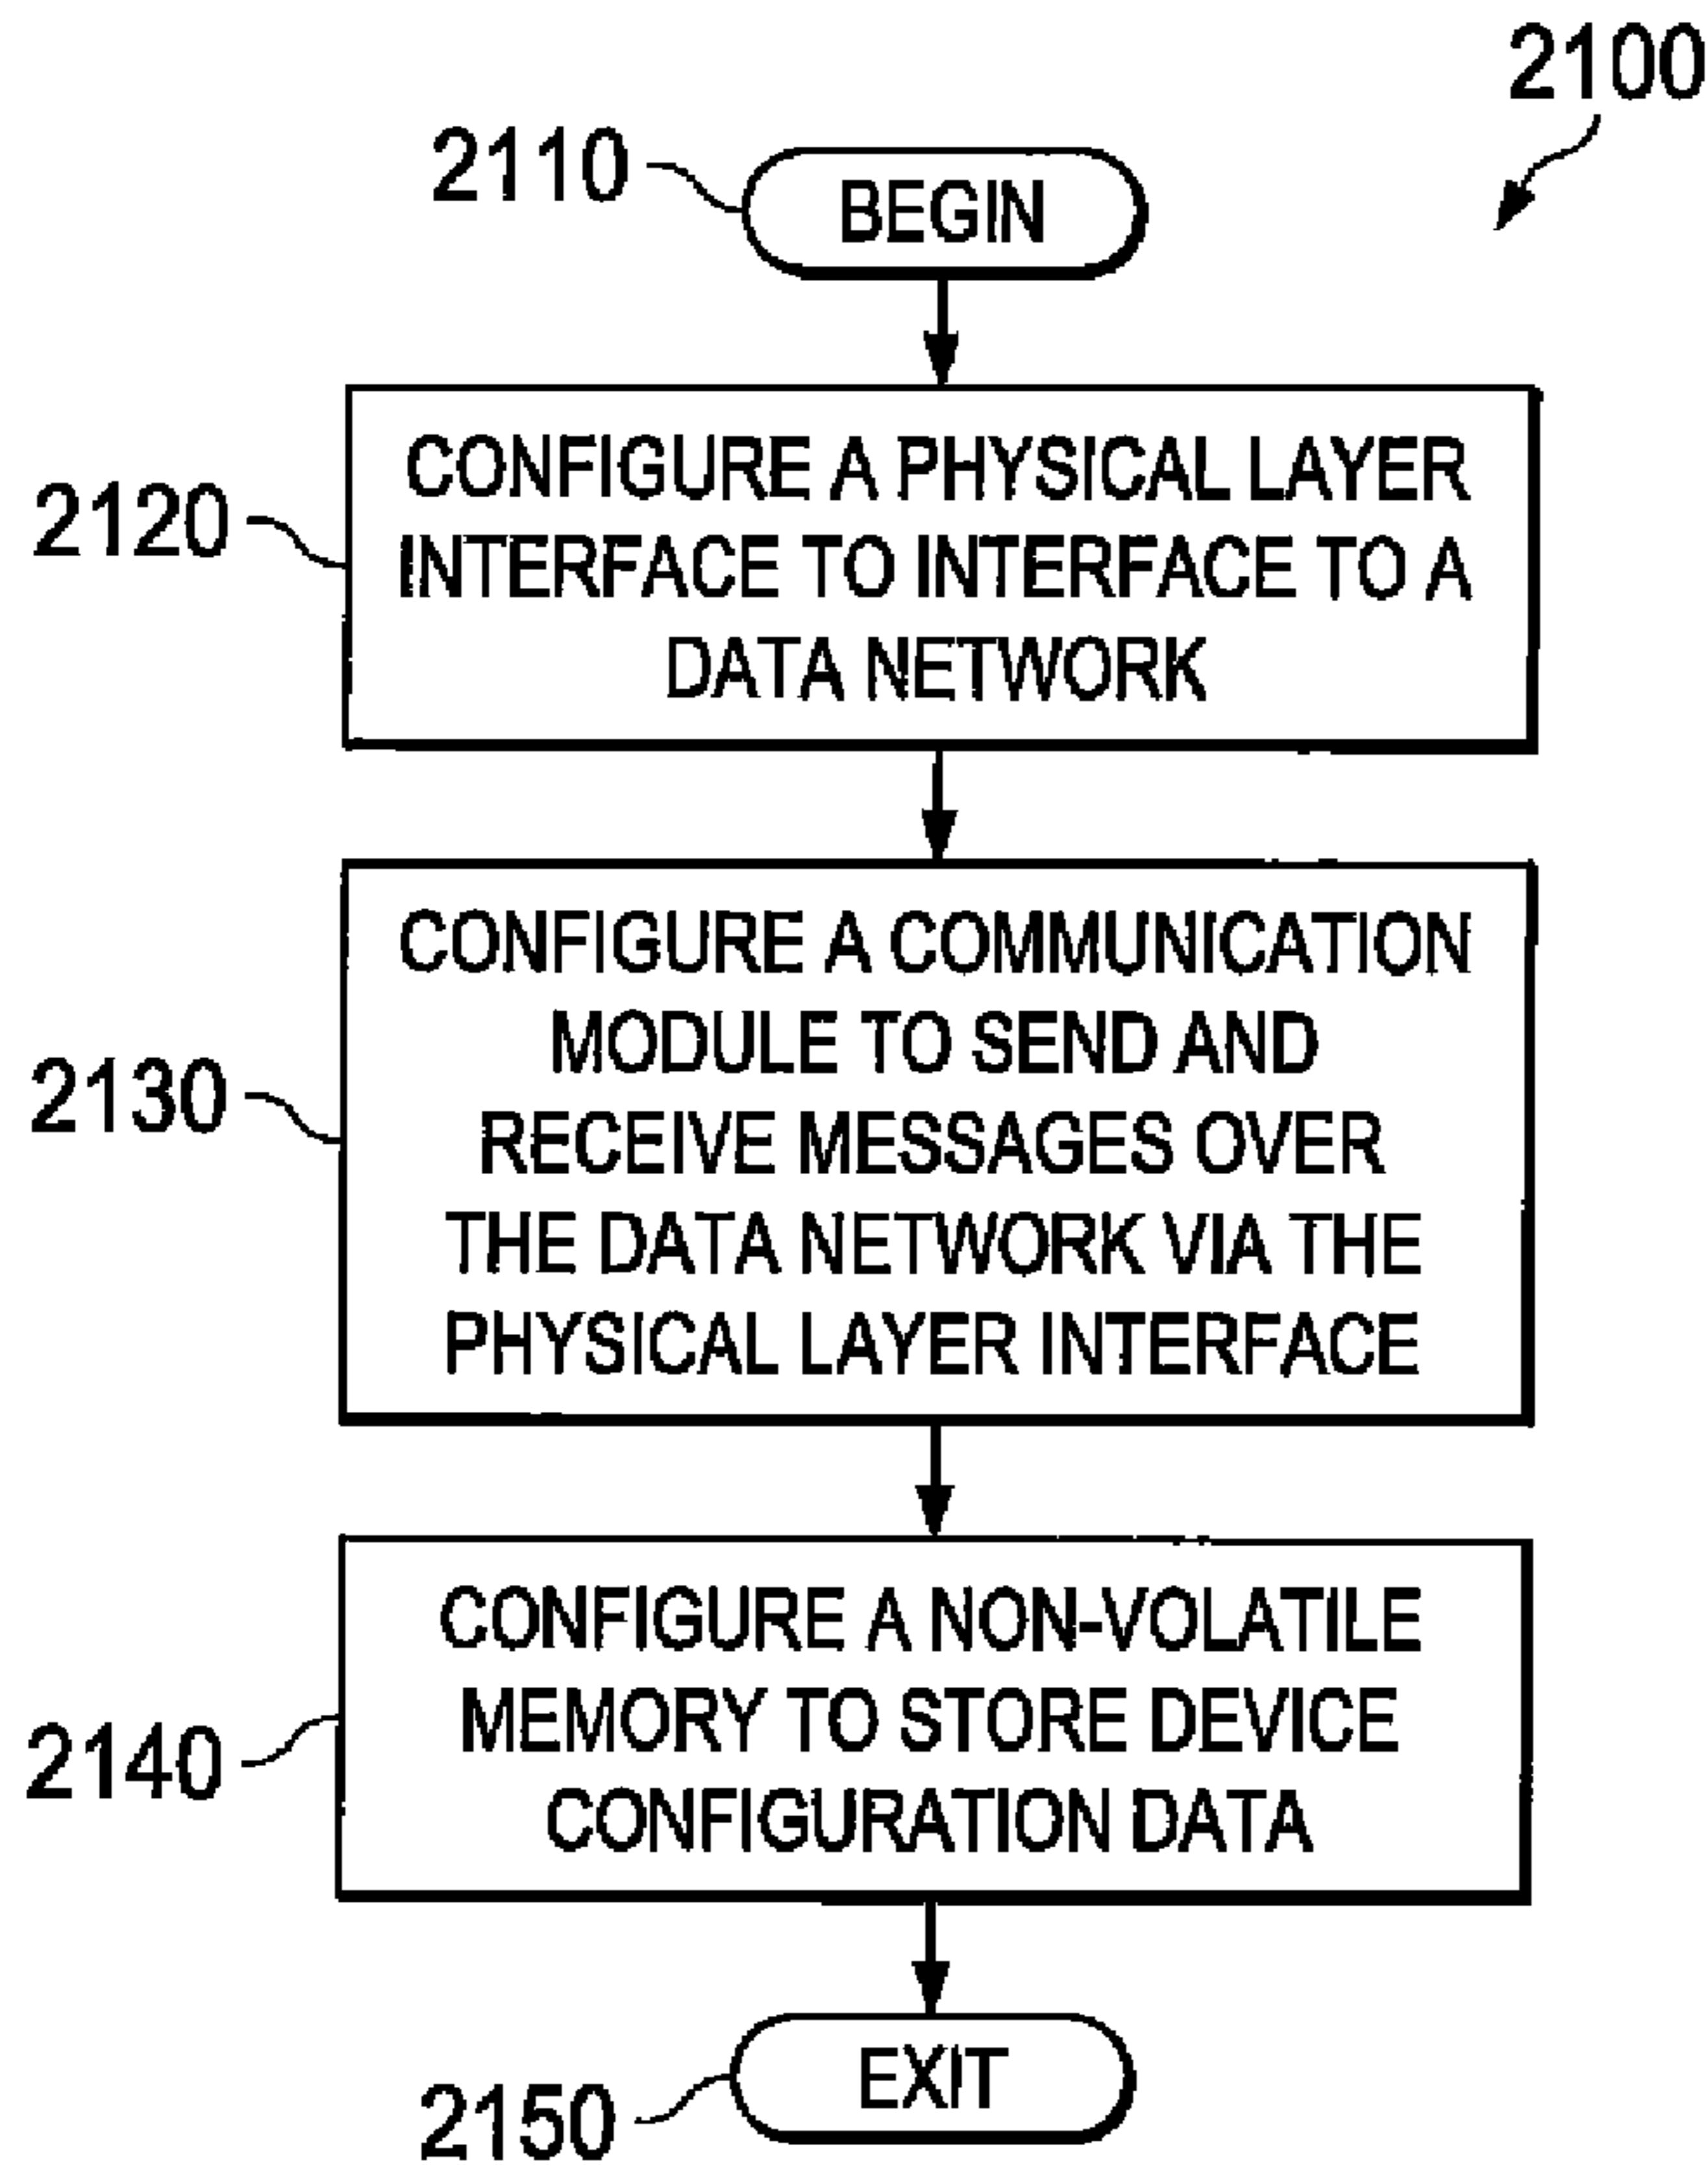 2100
2110
BEGIN
2120
CONFIGURE A PHYSICAL LAYER
INTERFACE TO INTERFACE TO A
DATA NETWORK
2130
CONFIGURE A COMMUNICATION
MODULE TO SEND AND
RECEIVE MESSAGES OVER
THE DATA NETWORK VIA THE
PHYSICAL LAYER INTERFACE
2140
CONFIGURE A NON-VOLATILE
MEMORY TO STORE DEVICE
CONFIGURATION DATA
2150
EXIT